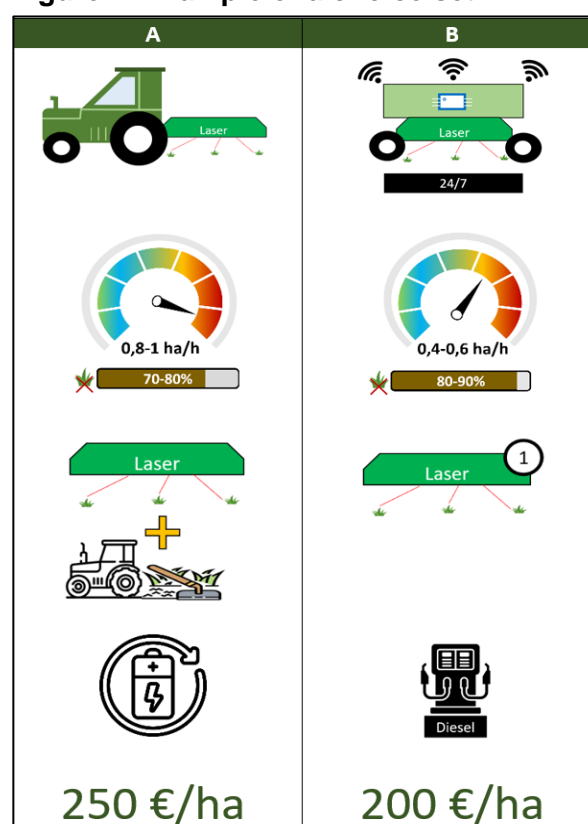 A
B
Laser
Laser
24/7
0,8-1 ha/h
0,4-0,6 ha/h
70-80%
80-90%
Laser
Laser
1
Diesel
250 €/ha
200 €/ha